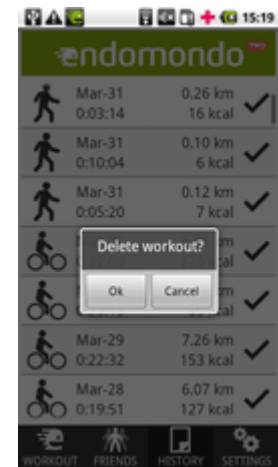 15:19
endomondo PRO
Mar-31 0.26 km
0:03:14 16 kcal
Mar-31 0.10 km
0:10:04 6 kcal
Mar-31 0.12 km
0:05:20 7 kcal
Delete workout?
Ok Cancel
Mar-29 7.26 km
0:22:32 153 kcal
Mar-28 6.07 km
0:19:51 127 kcal
WORKOUT FRIENDS HISTORY SETTINGS